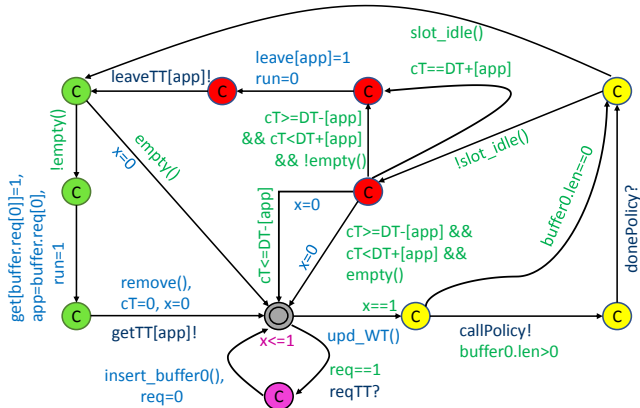 slot_idle()
leave[app]=1
run=0
leaveTT[app]!
cT==DT+[app]
C
C
C
C
cT>=DT-[app]
&& cT<DT+[app]
&& !empty()
!empty()
empty()
x=0
!slot_idle()
buffer0.len==0
donePolicy?
C
C
get[buffer.req[0]]=1,
app=buffer.req[0],
run=1
x=0
cT<=DT-[app]
x=0
cT>=DT-[app] &&
cT<DT+[app] &&
empty()
remove(),
cT=0, x=0
getTT[app]!
C
x==1
C
C
x<=1
upd_WT()
callPolicy!
buffer0.len>0
insert_buffer0(),
req=0
req==1
reqTT?
C